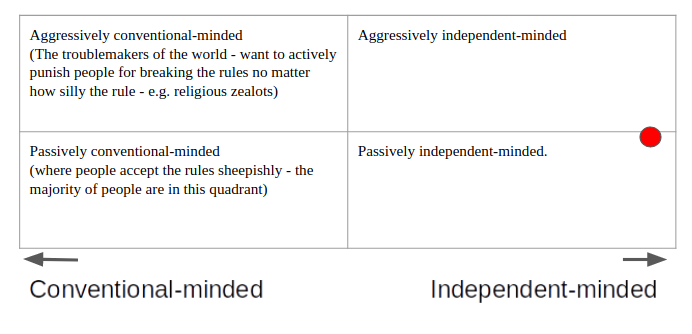 Aggressively conventional-minded
(The troublemakers of the world - want to actively
punish people for breaking the rules no matter
how silly the rule - e.g. religious zealots)
Aggressively independent-minded
Passively conventional-minded
(where people accept the rules sheepishly - the
majority of people are in this quadrant)
Passively independent-minded.
Conventional-minded
Independent-minded